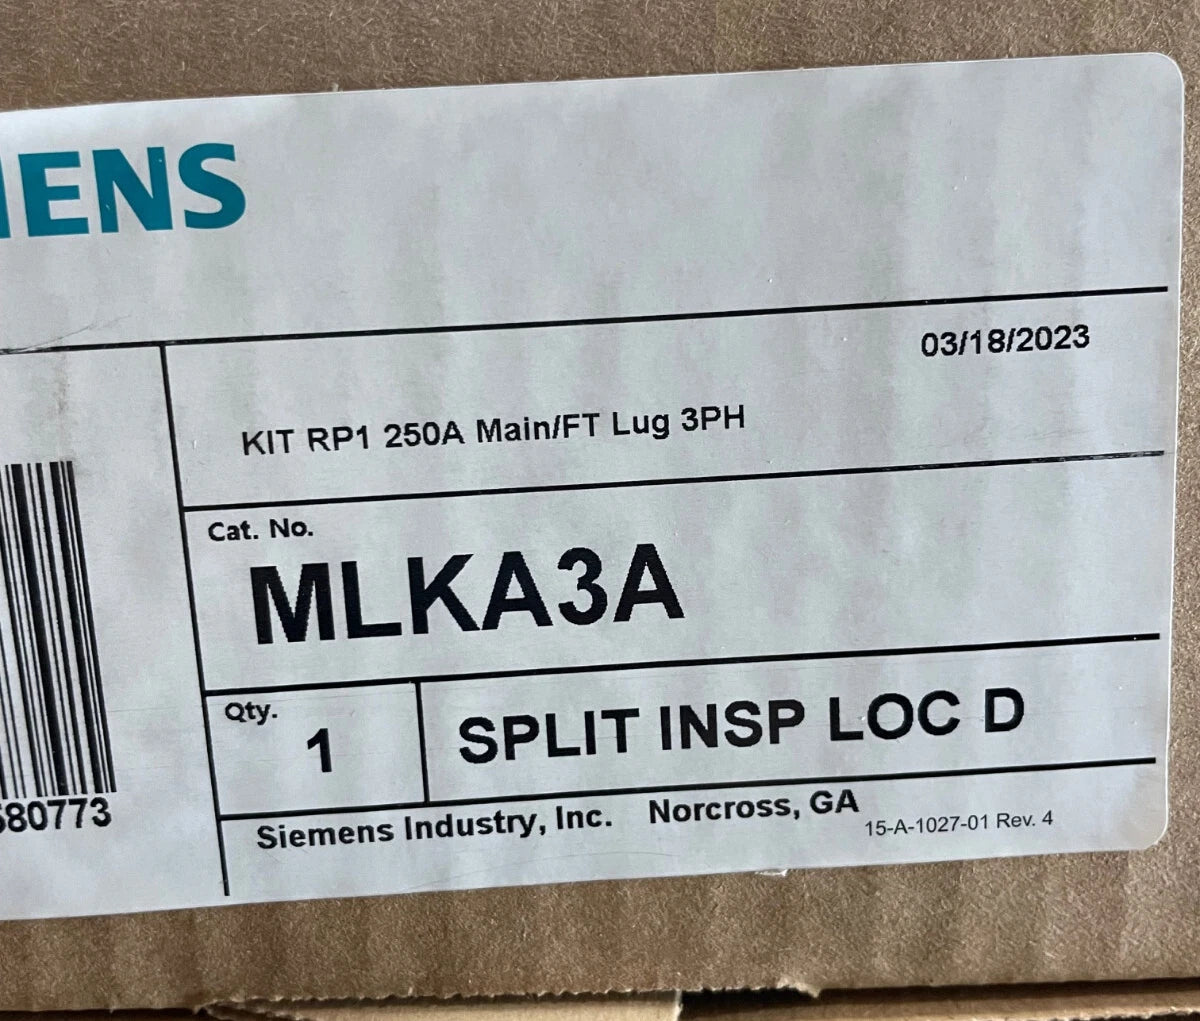 IENS
03/18/2023
KIT RP1 250A Main/FT Lug 3PH
Cat. No.
MLKA3A
Qty.
1
SPLIT INSP LOC D
680773
Siemens Industry, Inc. Norcross, GA
15-A-1027-01 Rev. 4